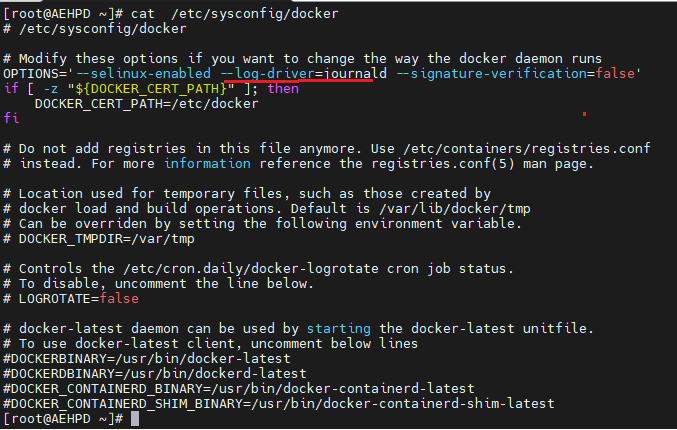 [root@AEHPD ~]# cat  /etc/sysconfig/docker
# /etc/sysconfig/docker
# Modify these options if you want to change the way the docker daemon runs
OPTIONS='--selinux-enabled --log-driver=journald --signature-verification=false'
if [ -z "${DOCKER_CERT_PATH}" ]; then
    DOCKER_CERT_PATH=/etc/docker
fi
# Do not add registries in this file anymore. Use /etc/containers/registries.conf
# instead. For more information reference the registries.conf(5) man page.
# Location used for temporary files, such as those created by
# docker load and build operations. Default is /var/lib/docker/tmp
# Can be overriden by setting the following environment variable.
# DOCKER_TMPDIR=/var/tmp
# Controls the /etc/cron.daily/docker-logrotate cron job status.
# To disable, uncomment the line below.
# LOGROTATE=false
# docker-latest daemon can be used by starting the docker-latest unitfile.
# To use docker-latest client, uncomment below lines
#DOCKERBINARY=/usr/bin/docker-latest
#DOCKERDBINARY=/usr/bin/dockerd-latest
#DOCKER_CONTAINERD_BINARY=/usr/bin/docker-containerd-latest
#DOCKER_CONTAINERD_SHIM_BINARY=/usr/bin/docker-containerd-shim-latest
[root@AEHPD ~]#